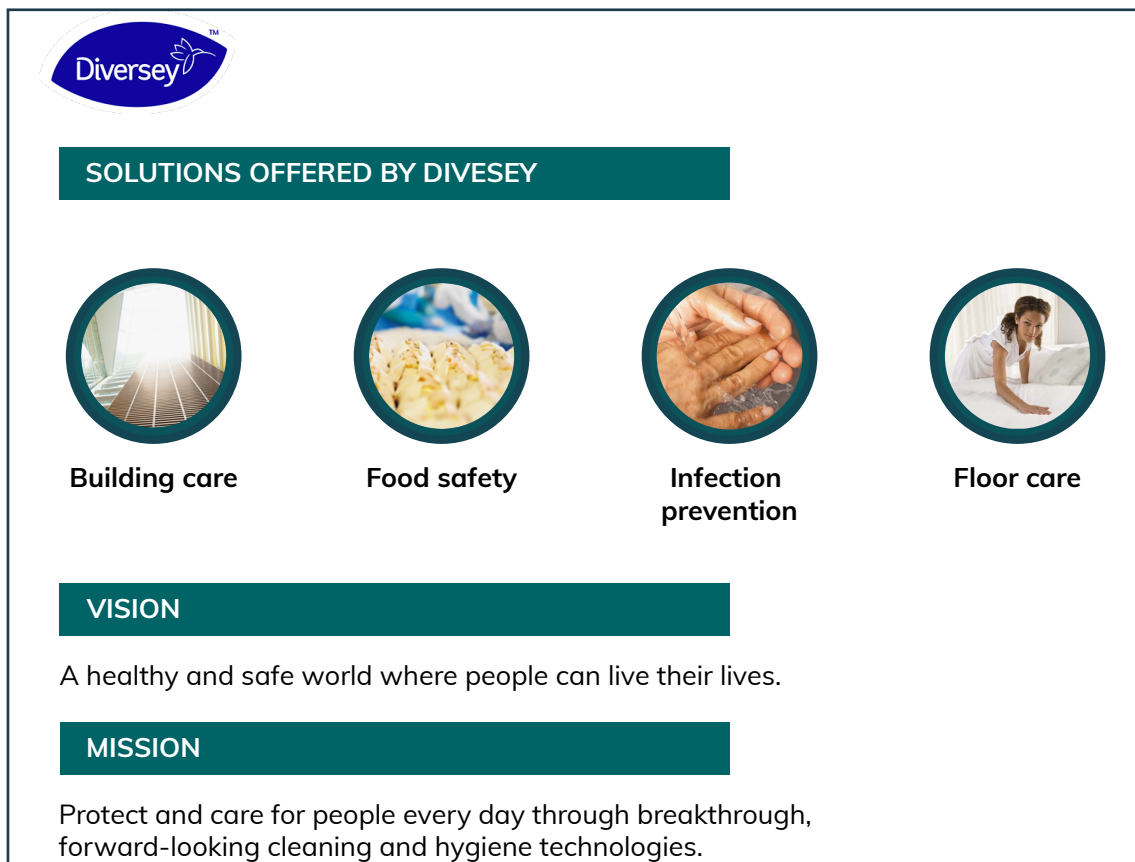 Diversey
TM
SOLUTIONS OFFERED BY DIVESEY
Building care
Food safety
Infection
prevention
Floor care
VISION
A healthy and safe world where people can live their lives.
MISSION
Protect and care for people every day through breakthrough,
forward-looking cleaning and hygiene technologies.